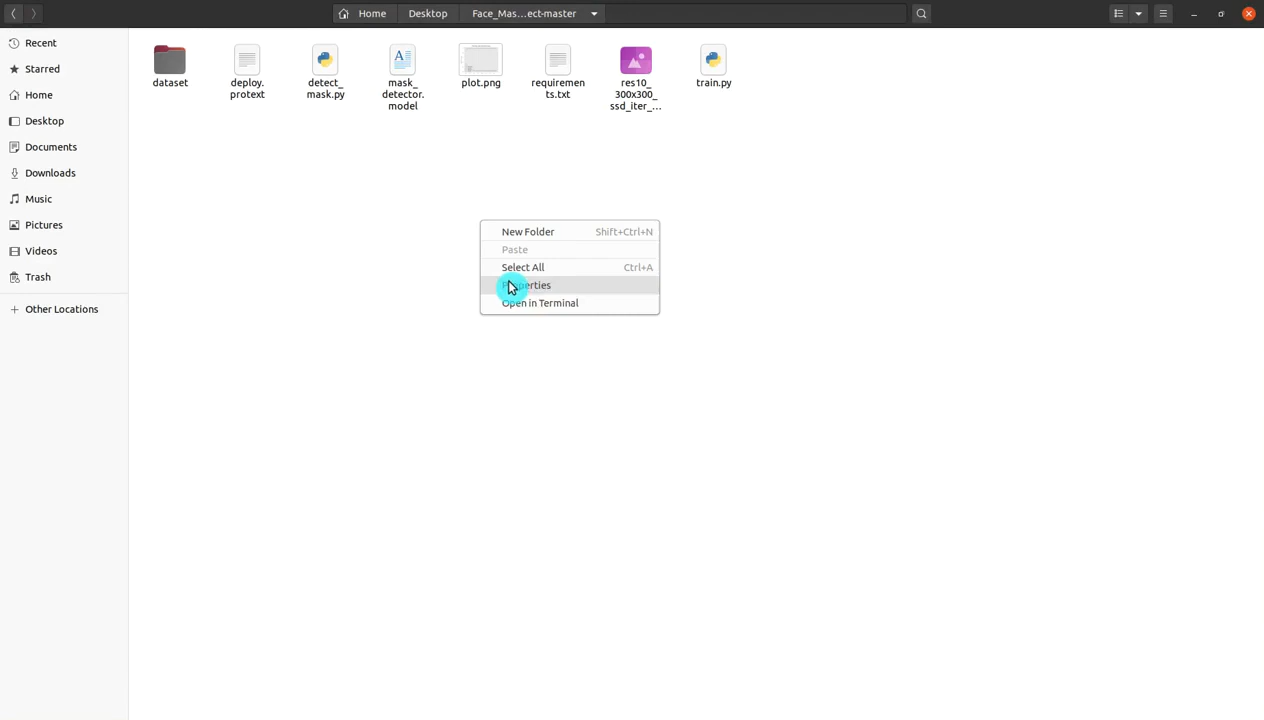 Home
Desktop
Face_Mas...ect-master
Recent
Starred
Home
Desktop
Documents
Downloads
Music
Pictures
Videos
Trash
Other Locations
dataset
deploy.
protext
detect_
mask.py
mask_
detector.
model
plot.png
requiremen
ts.txt
res10_
300x300_
ssd_iter_...
train.py
New Folder Shift+Ctrl+N
Paste
Select All Ctrl+A
Properties
Open in Terminal